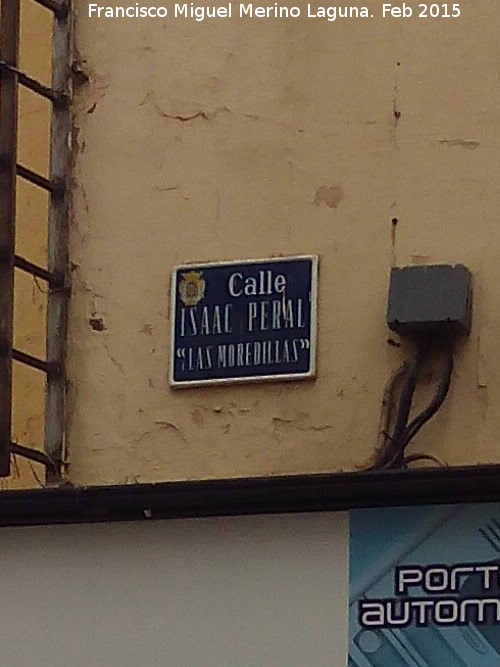 Francisco Miguel Merino Laguna. Feb 2015
Calle
ISAAC PERAL
"LAS MOREDILLAS"
PORT
AUTOM